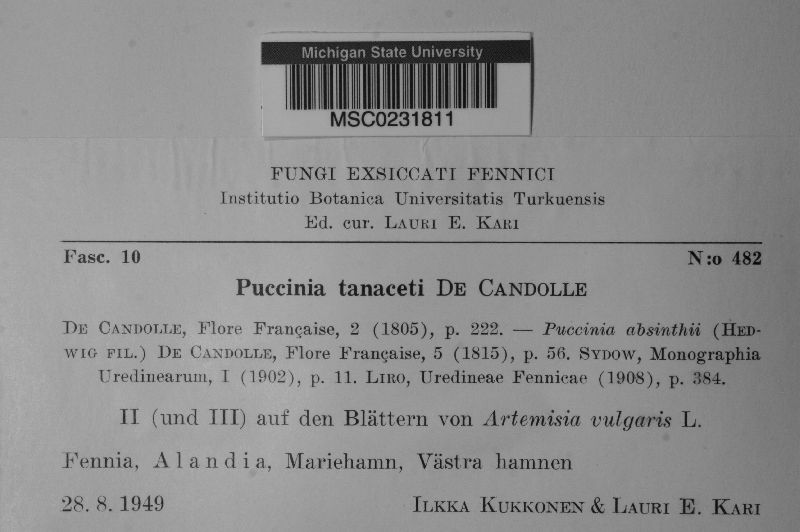 Michigan State University
MSC0231811
FUNGI EXSICCATI FENNICI
Institutio Botanica Universitatis Turkuensis
Ed. cur. LAURI E. KARI
Fasc. 10 N:o 482
Puccinia tanaceti DE CANDOLLE
DE CANDOLLE, Flore Française, 2 (1805), p. 222. — Puccinia absinthii (HED-
WIG FIL.) DE CANDOLLE, Flore Française, 5 (1815), p. 56. SYDOW, Monographia
Uredinearum, I (1902), p. 11. LIRO, Uredineae Fennicae (1908), p. 384.
II (und III) auf den Blättern von Artemisia vulgaris L.
Fennia, Alandia, Mariehamn, Västra hamnen
28. 8. 1949 ILKKA KUKKONEN & LAURI E. KARI